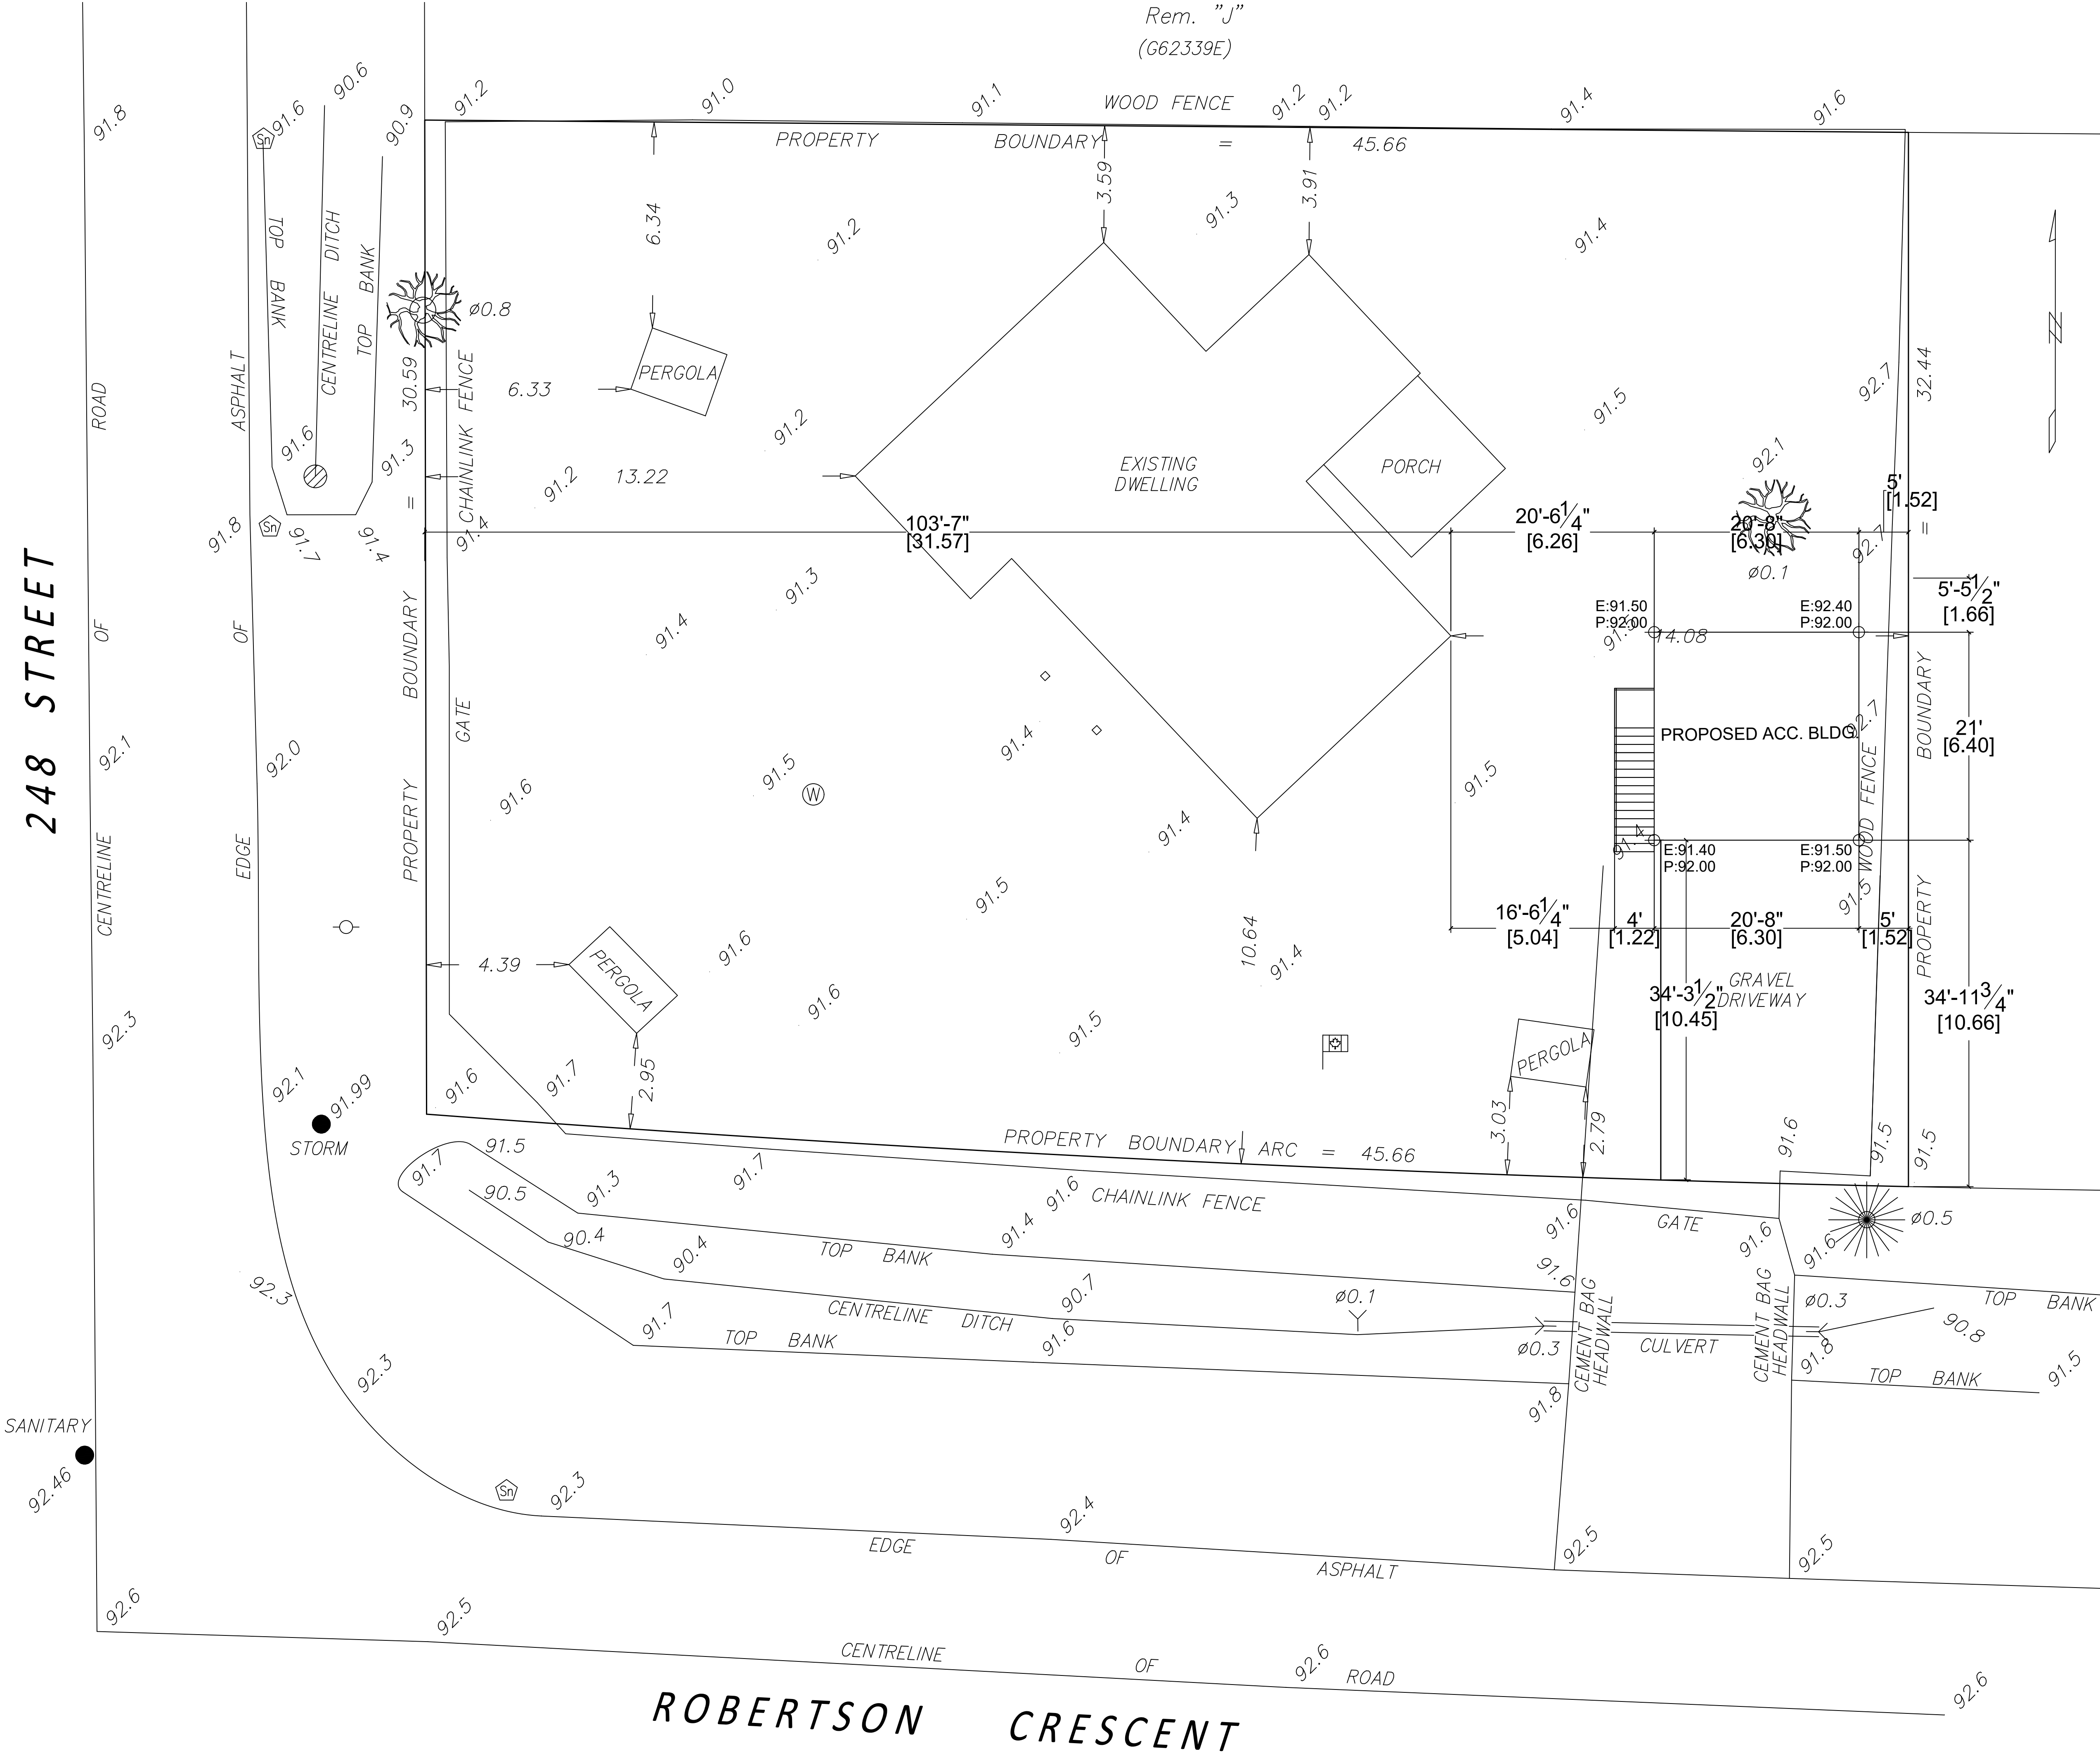 Rem. "J"
(G62339E)
WOOD FENCE
91.8
91.6
90.6
90.9
91.2
91.0
91.1
91.2
91.2
91.4
91.6
Sn
PROPERTY BOUNDARY = 45.66
6.34
3.59
3.91
91.2
91.3
91.4
TOP BANK
CENTRELINE DITCH
TOP BANK
ø0.8
PERGOLA
6.33
30.59
CHAINLINK FENCE
13.22
91.2
91.2
91.6
91.3
91.4
91.7
91.4
91.8
Sn
EXISTING
DWELLING
PORCH
91.5
92.7
32.44
92.1
5'
[1.52]
103'-7"
[31.57]
20'-6 1/4"
[6.26]
20'-8"
[6.30]
92.7
ø0.1
5'-5 1/2"
[1.66]
E:91.50
P:92.00
E:92.40
P:92.00
91.5
14.08
91.3
91.4
PROPOSED ACC. BLDG.
92.7
21'
[6.40]
WOOD FENCE
PROPERTY BOUNDARY =
E:91.40
P:92.00
E:91.50
P:92.00
91.4
91.5
248 STREET
CENTRELINE OF ROAD
EDGE OF ASPHALT
PROPERTY BOUNDARY =
GATE
92.1
92.0
91.6
91.5
W
91.4
91.5
91.4
91.5
91.6
91.6
10.64
91.4
16'-6 1/4"
[5.04]
4'
[1.22]
20'-8"
[6.30]
5'
[1.52]
GRAVEL
DRIVEWAY
34'-3 1/2"
[10.45]
34'-11 3/4"
[10.66]
4.39
PERGOLA
2.95
91.5
PERGOLA
3.03
2.79
92.3
92.1
91.99
STORM
91.6
91.7
PROPERTY BOUNDARY ARC = 45.66
91.6
91.5
91.5
91.7
91.5
90.5
91.3
91.7
91.6
CHAINLINK FENCE
91.6
GATE
91.6
91.6
ø0.5
90.4
90.4
TOP BANK
91.4
91.6
92.3
90.7
CENTRELINE DITCH
ø0.1
91.7
TOP BANK
91.6
ø0.3
CEMENT BAG
HEADWALL
CULVERT
CEMENT BAG
HEADWALL
ø0.3
91.8
90.8
TOP BANK
TOP BANK
91.5
91.8
92.3
SANITARY
92.46
Sn
92.3
92.4
EDGE OF ASPHALT
92.5
92.5
92.6
92.5
CENTRELINE OF ROAD
92.6
92.6
ROBERTSON CRESCENT